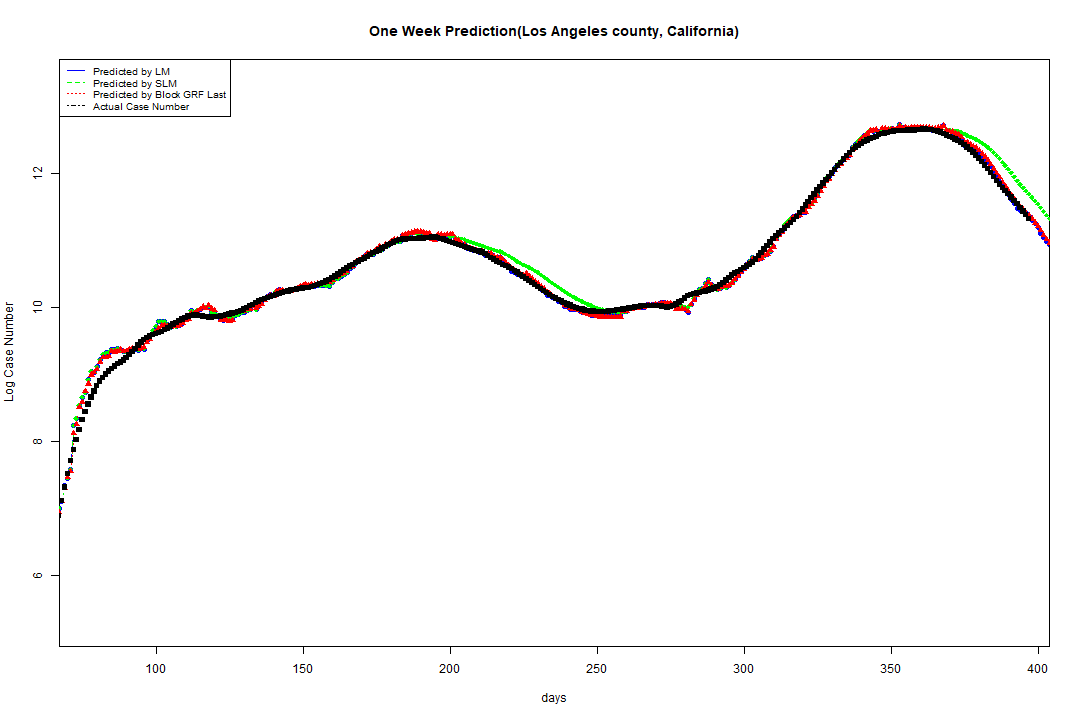 One Week Prediction(Los Angeles county, California)
Predicted by LM
Predicted by SLM
Predicted by Block GRF Last
Actual Case Number
12
10
8
6
Log Case Number
100 150 200 250 300 350 400
days